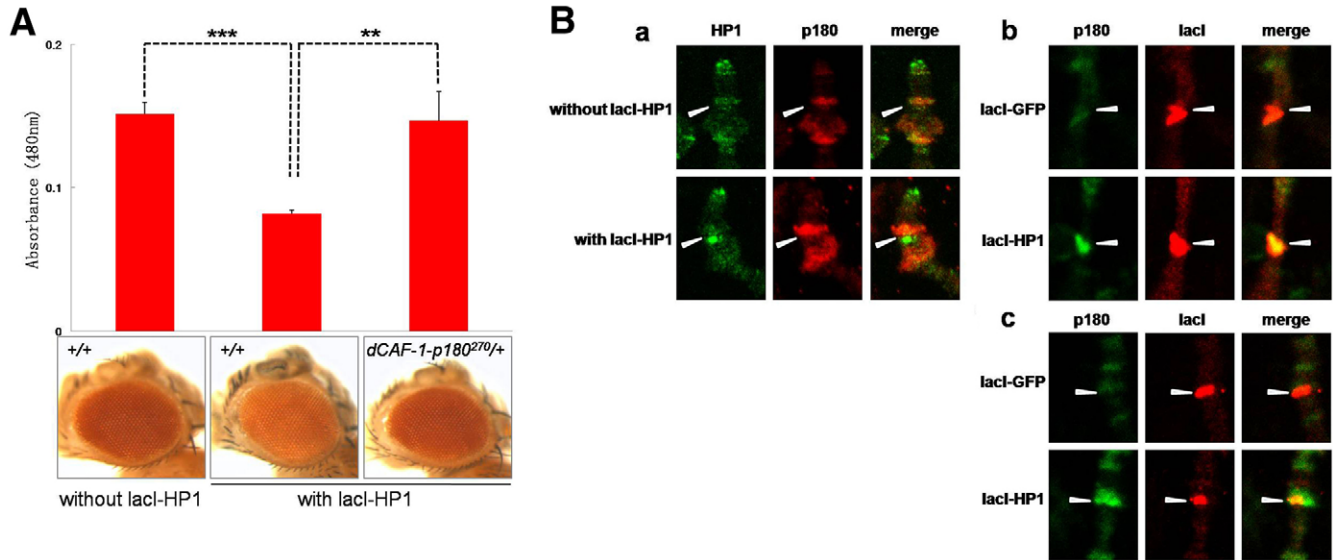 A
***
**
0.2
0.1
0
Absorbance (480nm)
+/+
+/+
dCAF-1-p180²⁷⁰/+
without lacI-HP1
with lacI-HP1
B
a
HP1
p180
merge
without lacI-HP1
with lacI-HP1
b
p180
lacI
merge
lacI-GFP
lacI-HP1
c
p180
lacI
merge
lacI-GFP
lacI-HP1